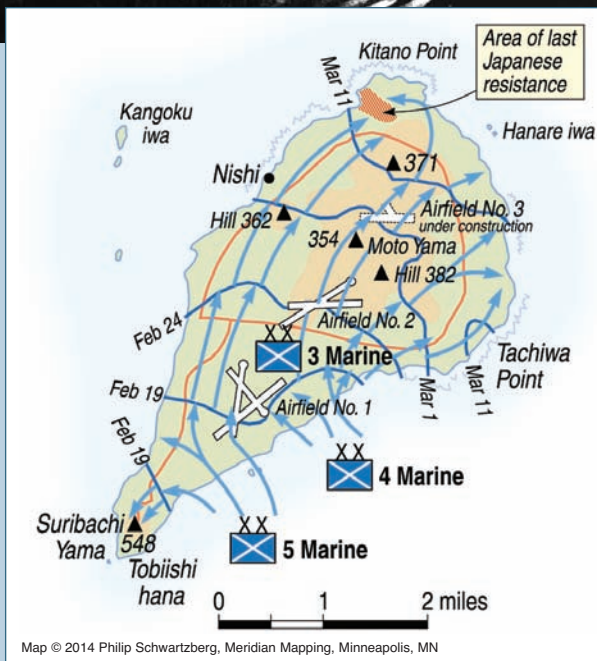 Kitano Point
Area of last
Japanese
resistance
Mar 11
Kangoku
iwa
Hanare iwa
371
Nishi
Hill 362
Airfield No. 3
under construction
354
Moto Yama
Hill 382
Feb 24
Airfield No. 2
XX
3 Marine
Tachiwa
Point
Feb 19
Airfield No. 1
Mar 1
Mar 11
Feb 19
XX
4 Marine
Suribachi
Yama
548
XX
5 Marine
Tobiishi
hana
0 1 2 miles
Map © 2014 Philip Schwartzberg, Meridian Mapping, Minneapolis, MN